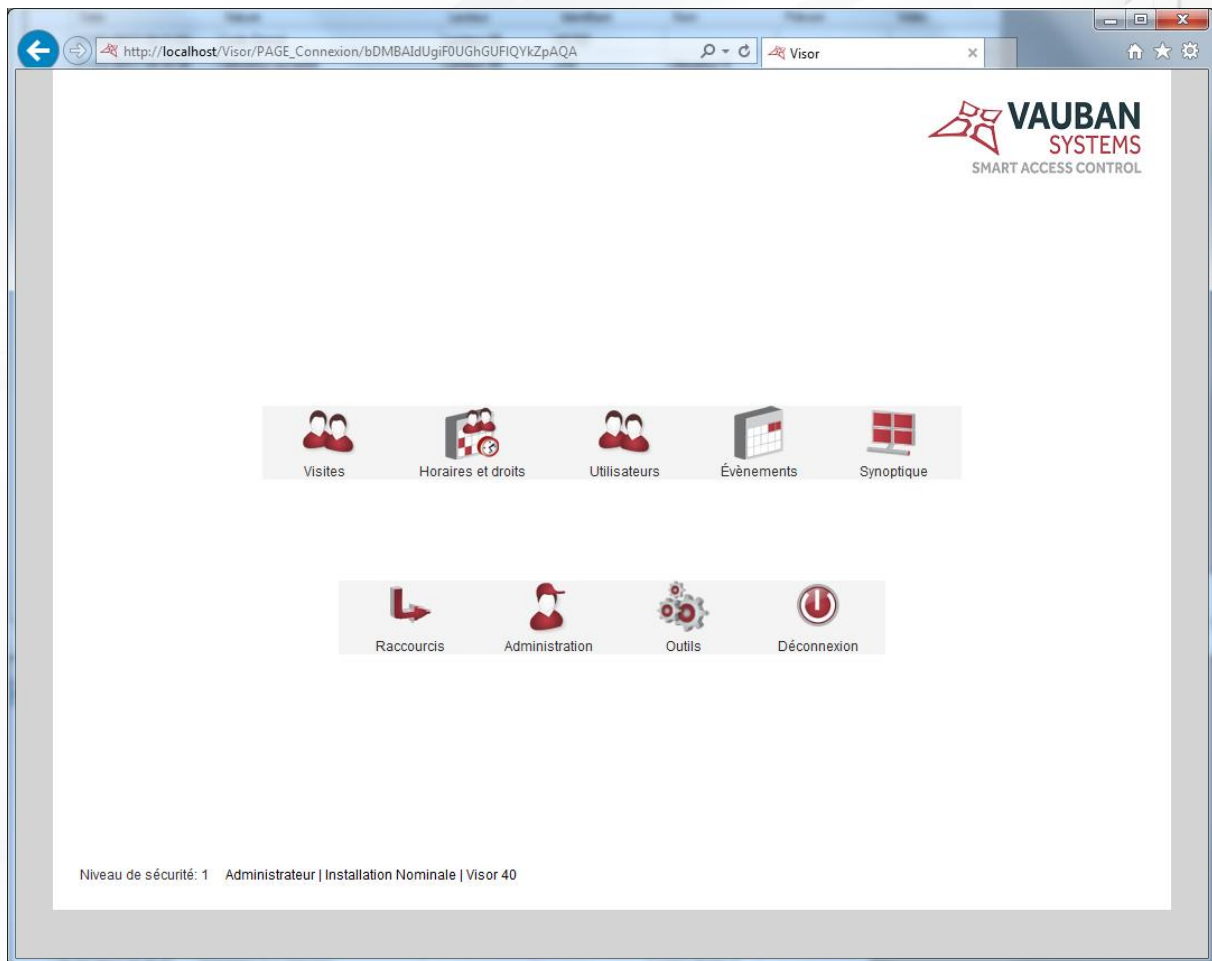 http://localhost/Visor/PAGE_Connexion/bDMBAIdUgiF0UGhGUFIQYkZpAQA
Visor
VAUBAN
SYSTEMS
SMART ACCESS CONTROL
Visites
Horaires et droits
Utilisateurs
Évènements
Synoptique
Raccourcis
Administration
Outils
Déconnexion
Niveau de sécurité: 1 Administrateur | Installation Nominale | Visor 40